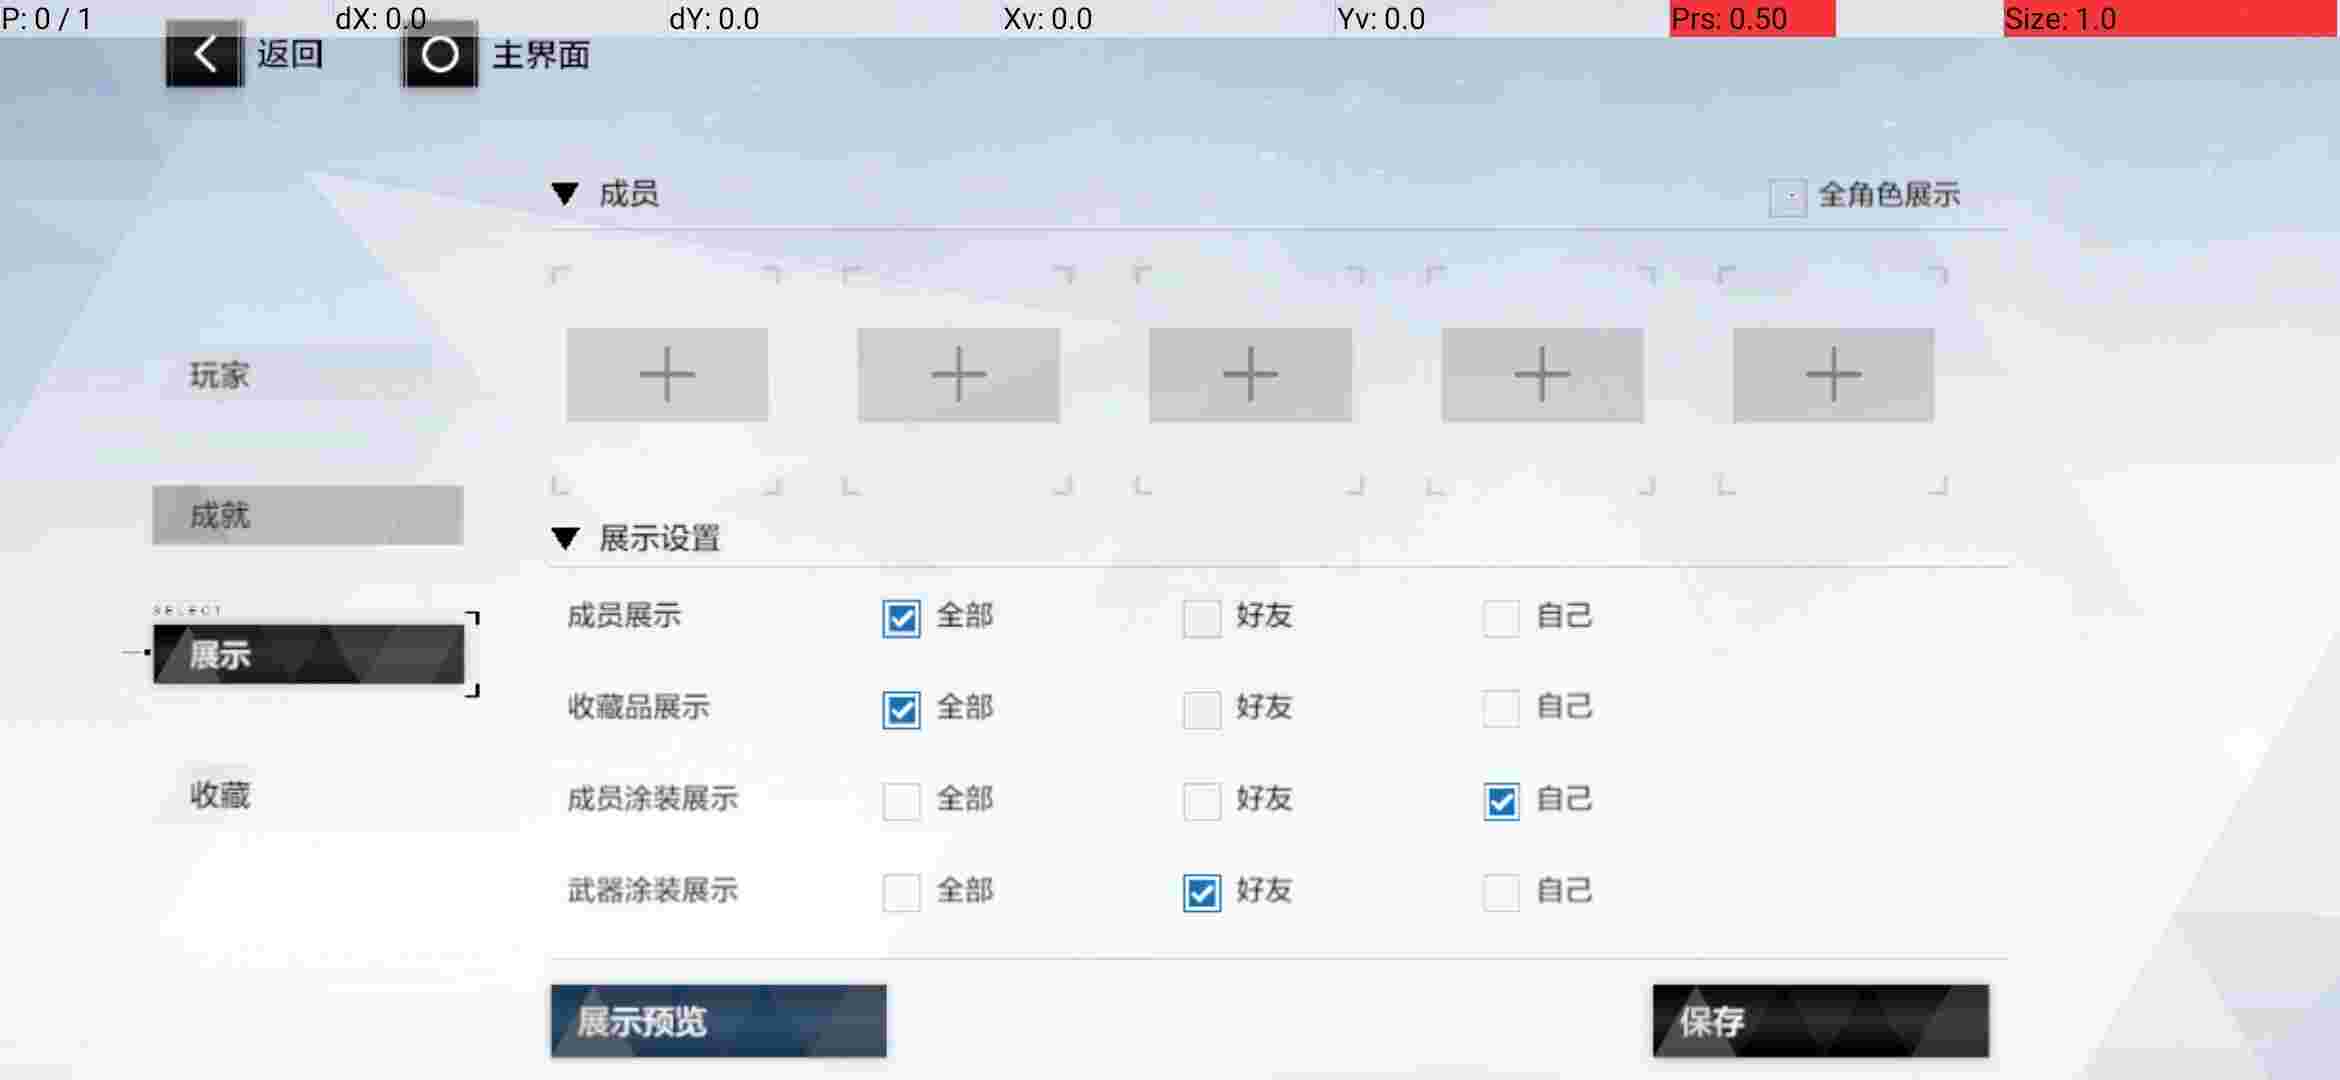 P: 0 / 1 dX: 0.0 dY: 0.0 Xv: 0.0 Yv: 0.0 Prs: 0.50 Size: 1.0
返回 主界面
成员 全角色展示
玩家
成就
展示设置
SELECT
展示
收藏
成员展示 全部 好友 自己
收藏品展示 全部 好友 自己
成员涂装展示 全部 好友 自己
武器涂装展示 全部 好友 自己
展示预览 保存